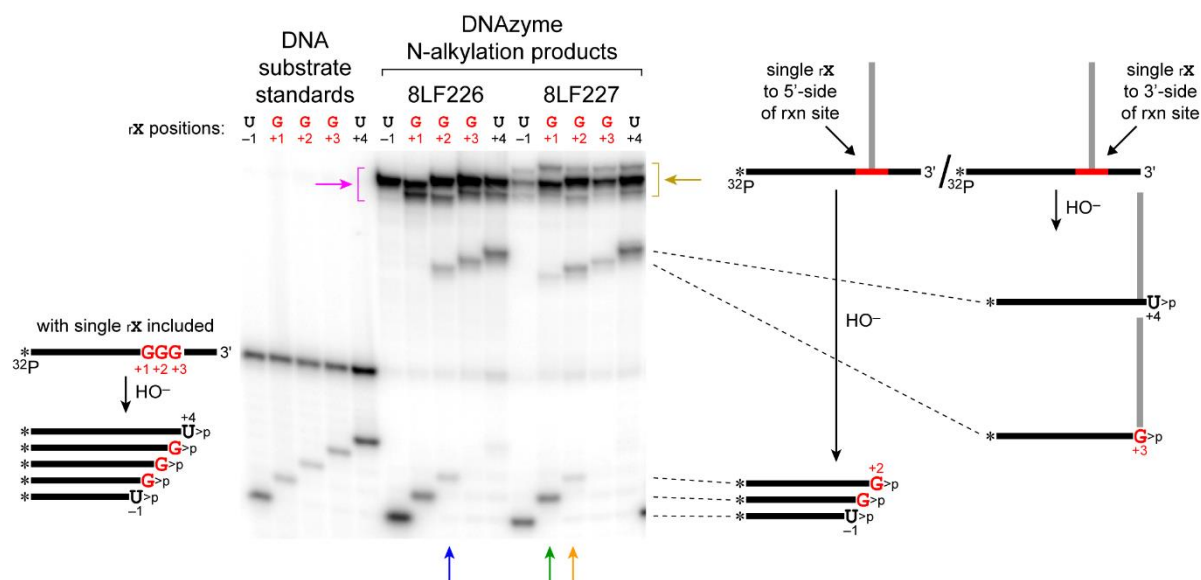 DNA
substrate
standards
DNAzyme
N-alkylation products
8LF226 8LF227
rX positions:
U G G G U U G G G U U G G G U
–1 +1 +2 +3 +4 –1 +1 +2 +3 +4 –1 +1 +2 +3 +4
single rX
to 5'-side
of rxn site
single rX
to 3'-side
of rxn site
*
32P
/
*
32P
3'
HO–
HO–
* U>p
+4
* G>p
+3
with single rX included
* GGG 3'
32P +1 +2 +3
HO–
+4
* U>p
* G>p
* G>p
* G>p
* U>p
–1
+2
* G>p
* G>p
* U>p
–1